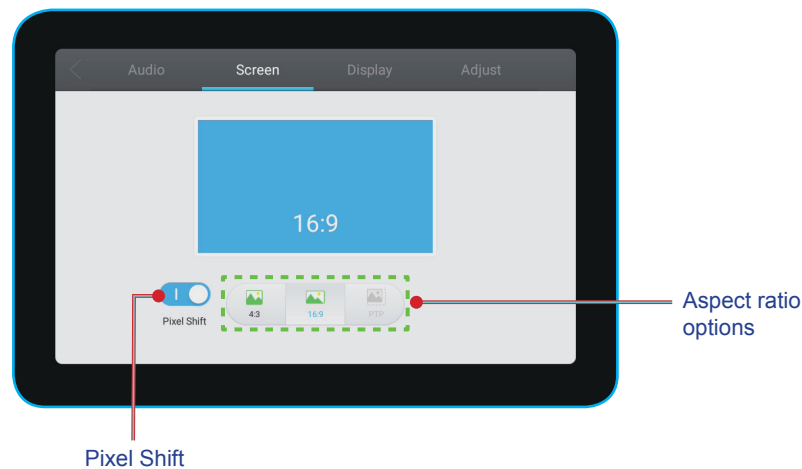 Audio Screen Display Adjust
16:9
4:3 16:9 PTP
Pixel Shift
Aspect ratio
options
Pixel Shift